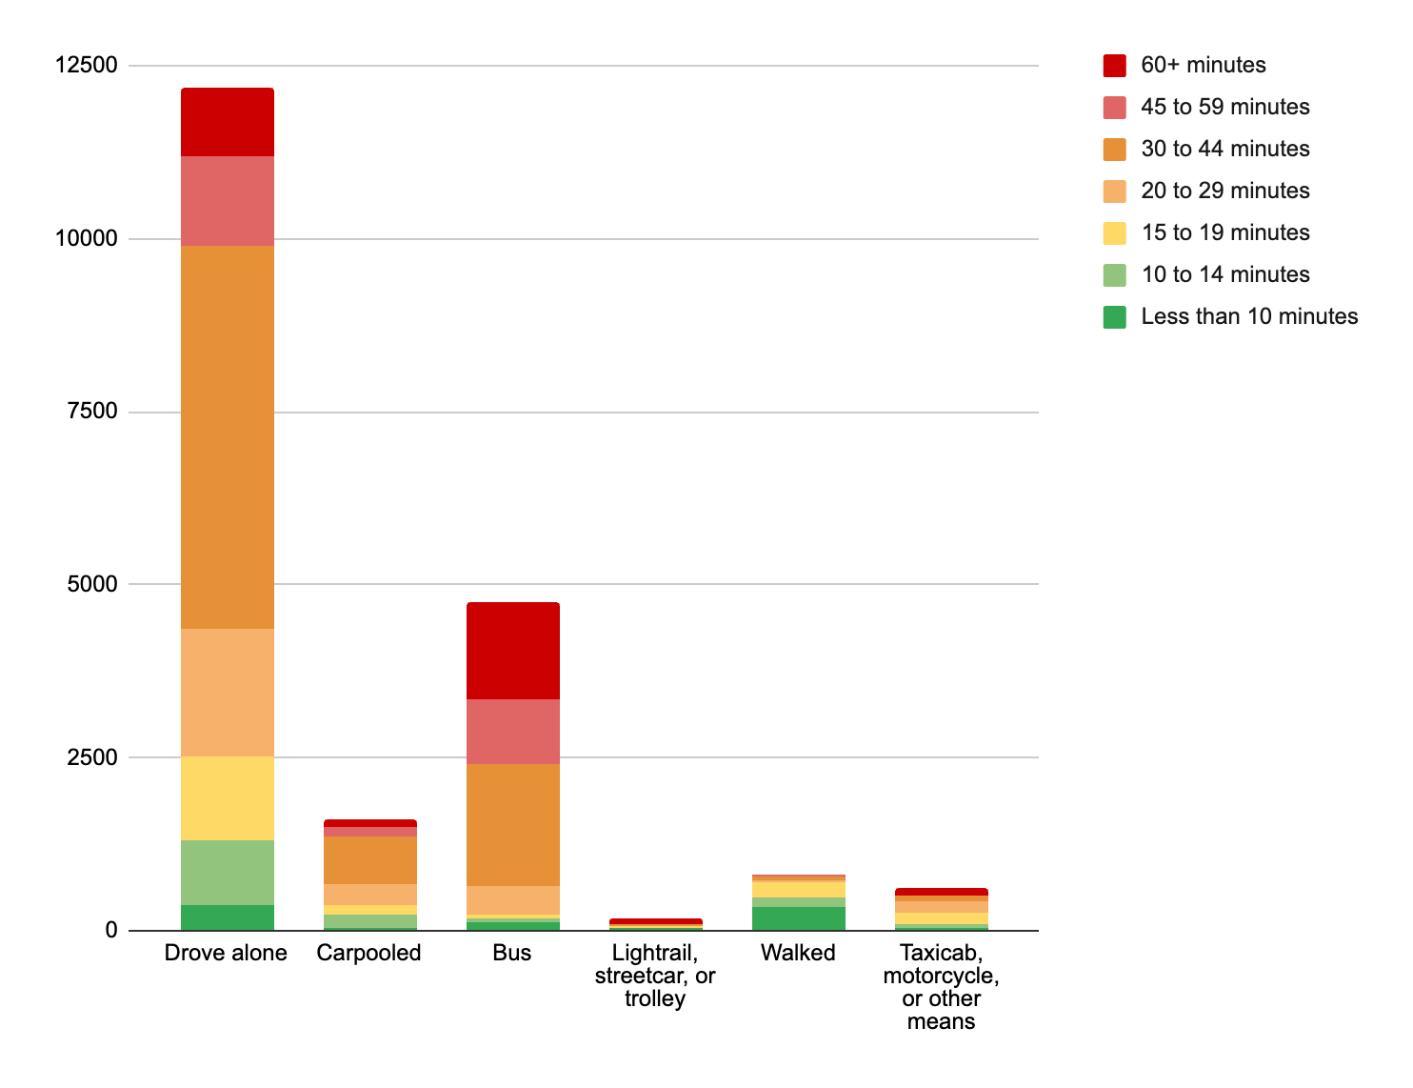 12500
10000
7500
5000
2500
0
Drove alone
Carpooled
Bus
Lightrail,
streetcar, or
trolley
Walked
Taxicab,
motorcycle,
or other
means
60+ minutes
45 to 59 minutes
30 to 44 minutes
20 to 29 minutes
15 to 19 minutes
10 to 14 minutes
Less than 10 minutes